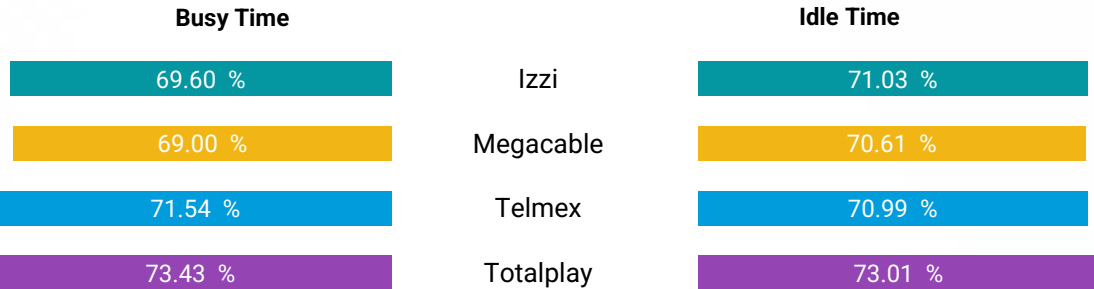 Busy Time Idle Time
69.60 % Izzi 71.03 %
69.00 % Megacable 70.61 %
71.54 % Telmex 70.99 %
73.43 % Totalplay 73.01 %